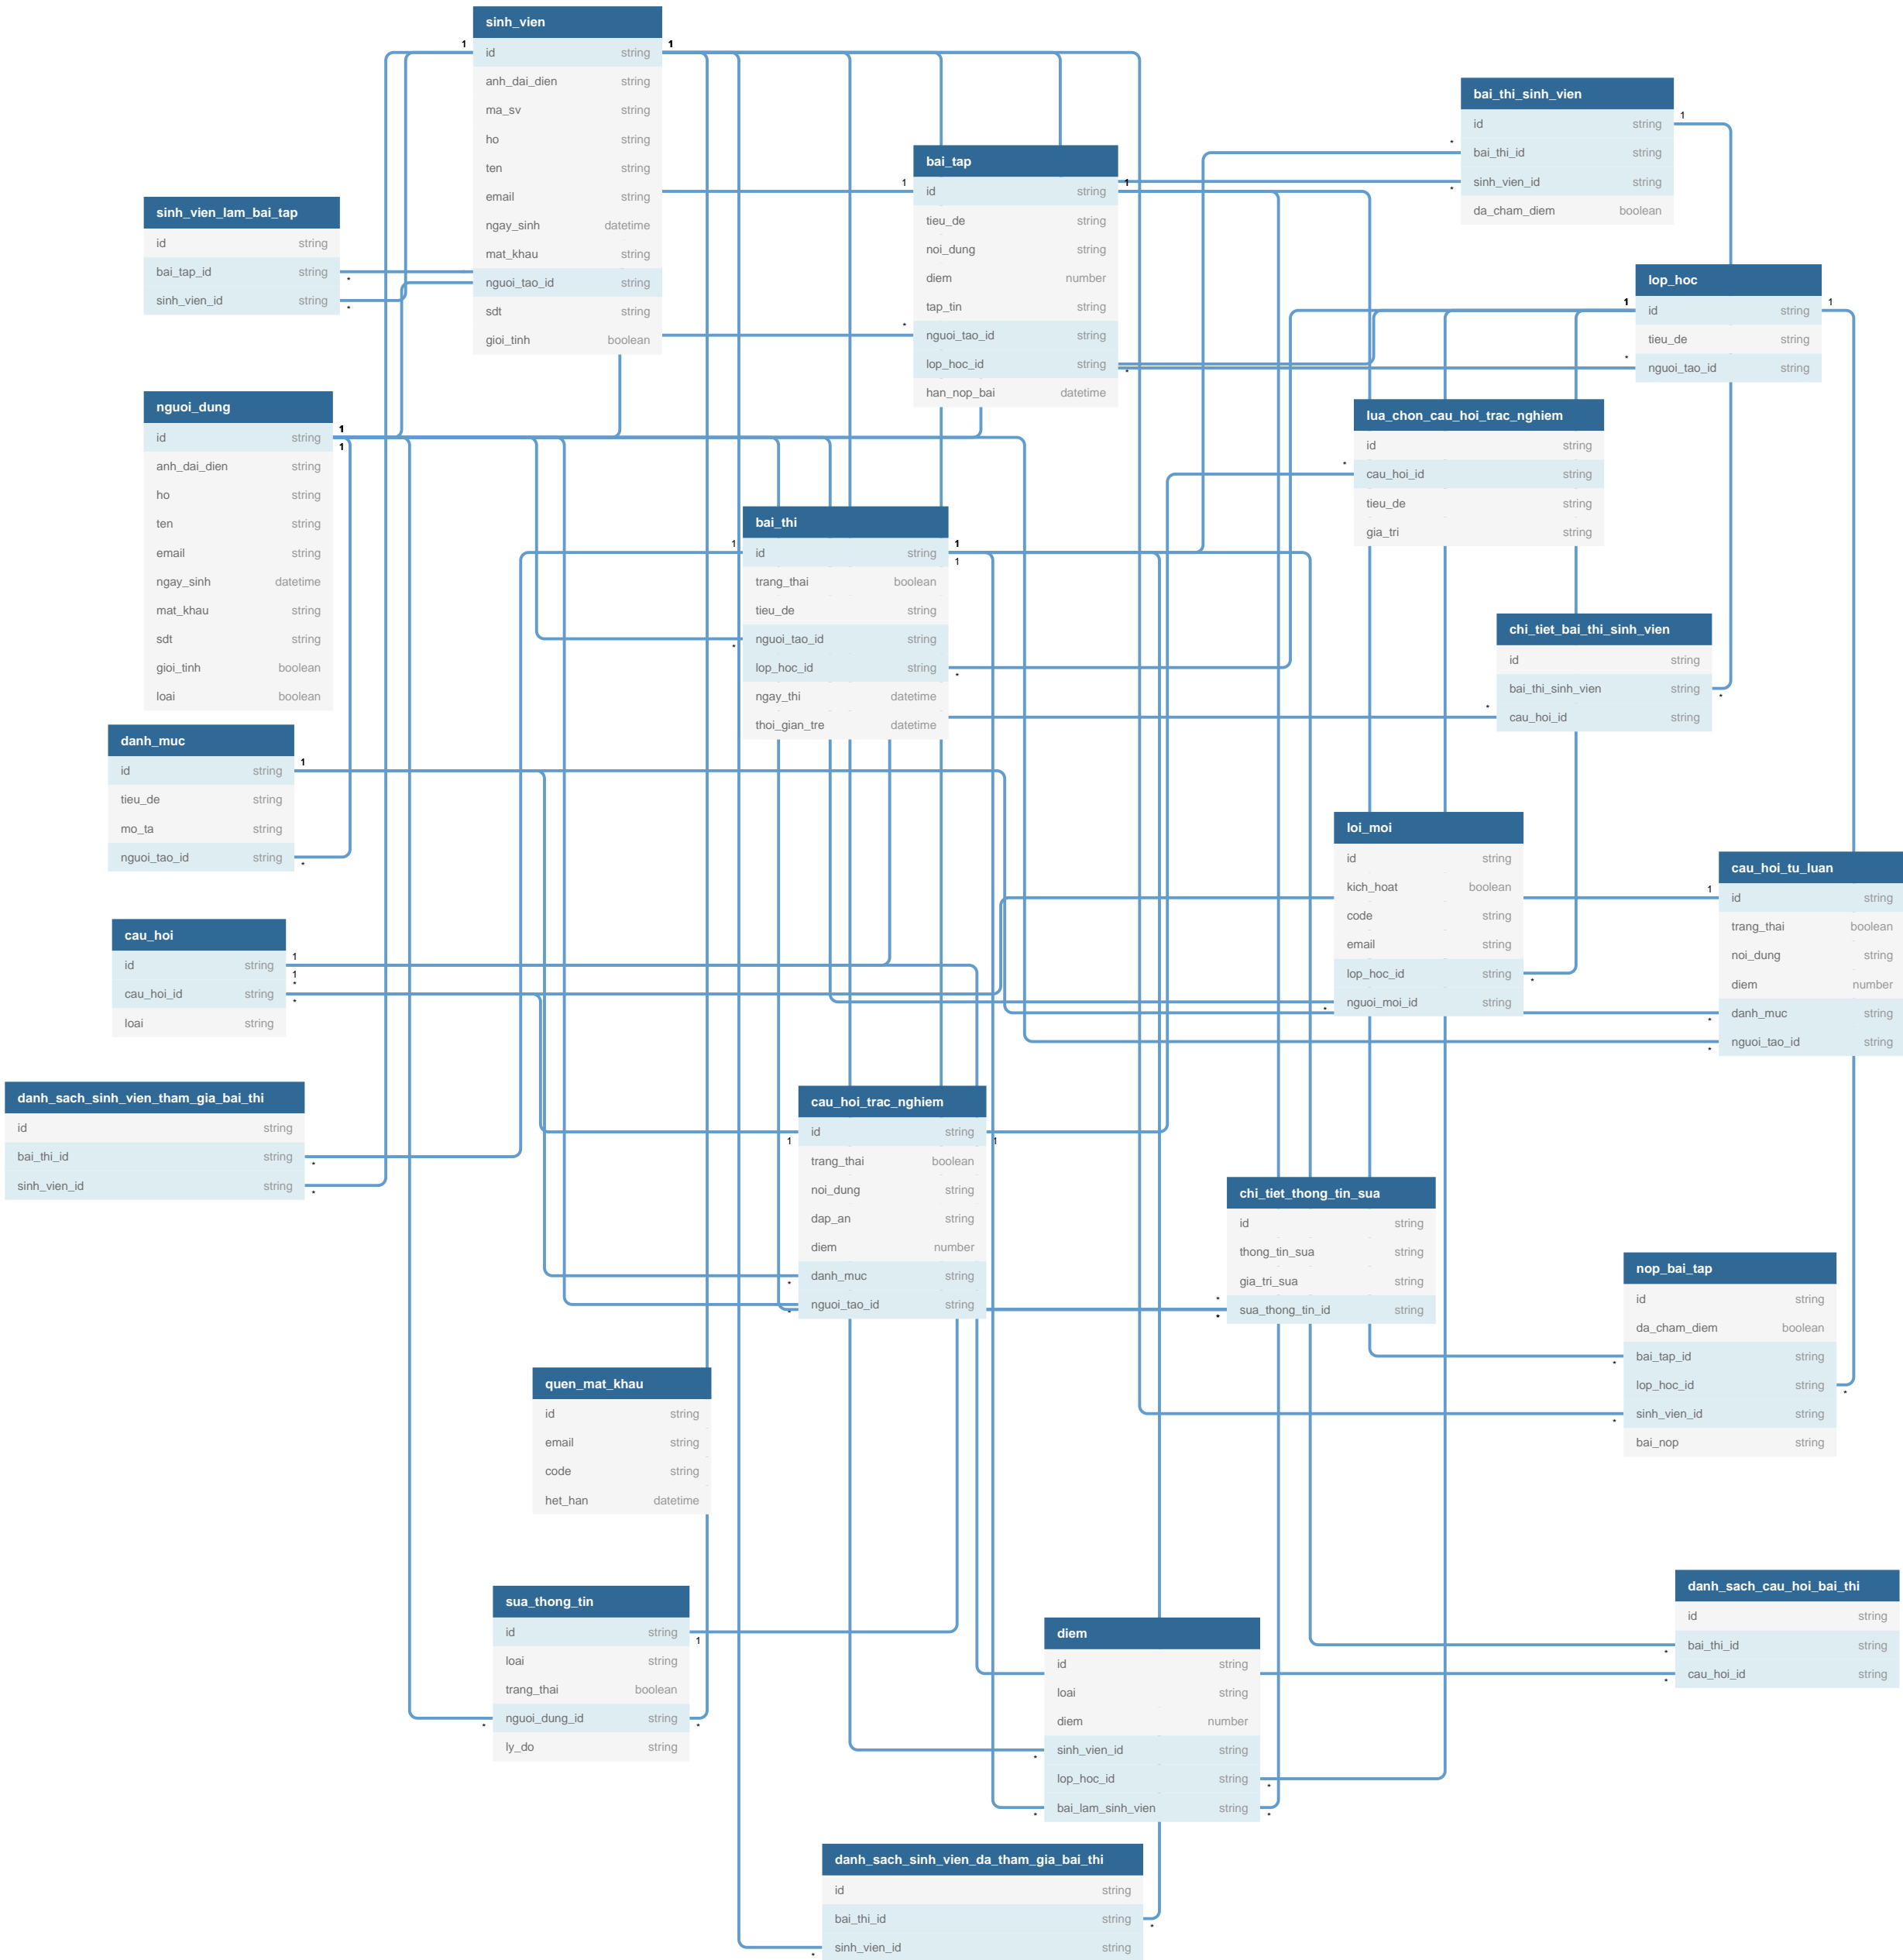 sinh_vien
id string
anh_dai_dien string
ma_sv string
ho string
ten string
email string
ngay_sinh datetime
mat_khau string
nguoi_tao_id string
sdt string
gioi_tinh boolean
bai_thi_sinh_vien
id string
bai_thi_id string
sinh_vien_id string
da_cham_diem boolean
bai_tap
id string
tieu_de string
noi_dung string
diem number
tap_tin string
nguoi_tao_id string
lop_hoc_id string
han_nop_bai datetime
sinh_vien_lam_bai_tap
id string
bai_tap_id string
sinh_vien_id string
lop_hoc
id string
tieu_de string
nguoi_tao_id string
nguoi_dung
id string
anh_dai_dien string
ho string
ten string
email string
ngay_sinh datetime
mat_khau string
sdt string
gioi_tinh boolean
loai boolean
lua_chon_cau_hoi_trac_nghiem
id string
cau_hoi_id string
tieu_de string
gia_tri string
bai_thi
id string
trang_thai boolean
tieu_de string
nguoi_tao_id string
lop_hoc_id string
ngay_thi datetime
thoi_gian_tre datetime
chi_tiet_bai_thi_sinh_vien
id string
bai_thi_sinh_vien string
cau_hoi_id string
danh_muc
id string
tieu_de string
mo_ta string
nguoi_tao_id string
loi_moi
id string
kich_hoat boolean
code string
email string
lop_hoc_id string
nguoi_moi_id string
cau_hoi_tu_luan
id string
trang_thai boolean
noi_dung string
diem number
danh_muc string
nguoi_tao_id string
cau_hoi
id string
cau_hoi_id string
loai string
danh_sach_sinh_vien_tham_gia_bai_thi
id string
bai_thi_id string
sinh_vien_id string
cau_hoi_trac_nghiem
id string
trang_thai boolean
noi_dung string
dap_an string
diem number
danh_muc string
nguoi_tao_id string
chi_tiet_thong_tin_sua
id string
thong_tin_sua string
gia_tri_sua string
sua_thong_tin_id string
nop_bai_tap
id string
da_cham_diem boolean
bai_tap_id string
lop_hoc_id string
sinh_vien_id string
bai_nop string
quen_mat_khau
id string
email string
code string
het_han datetime
sua_thong_tin
id string
loai string
trang_thai boolean
nguoi_dung_id string
ly_do string
diem
id string
loai string
diem number
sinh_vien_id string
lop_hoc_id string
bai_lam_sinh_vien string
danh_sach_cau_hoi_bai_thi
id string
bai_thi_id string
cau_hoi_id string
danh_sach_sinh_vien_da_tham_gia_bai_thi
id string
bai_thi_id string
sinh_vien_id string